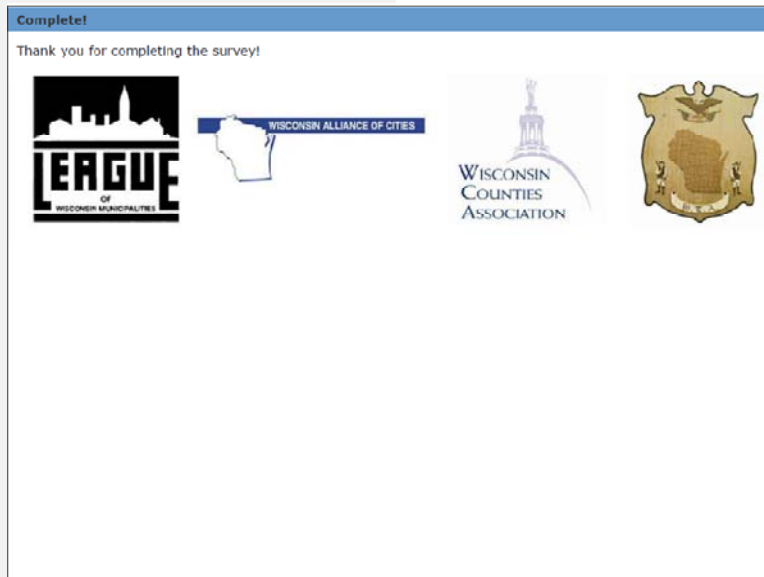 Complete!
Thank you for completing the survey!
LEAGUE
OF
WISCONSIN MUNICIPALITIES
WISCONSIN ALLIANCE OF CITIES
WISCONSIN
COUNTIES
ASSOCIATION